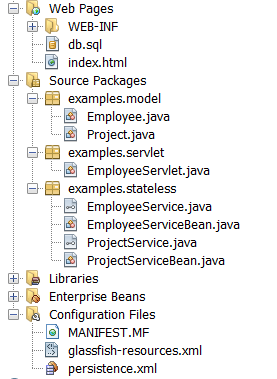 Web Pages
WEB-INF
db.sql
index.html
Source Packages
examples.model
Employee.java
Project.java
examples.servlet
EmployeeServlet.java
examples.stateless
EmployeeService.java
EmployeeServiceBean.java
ProjectService.java
ProjectServiceBean.java
Libraries
Enterprise Beans
Configuration Files
MANIFEST.MF
glassfish-resources.xml
persistence.xml